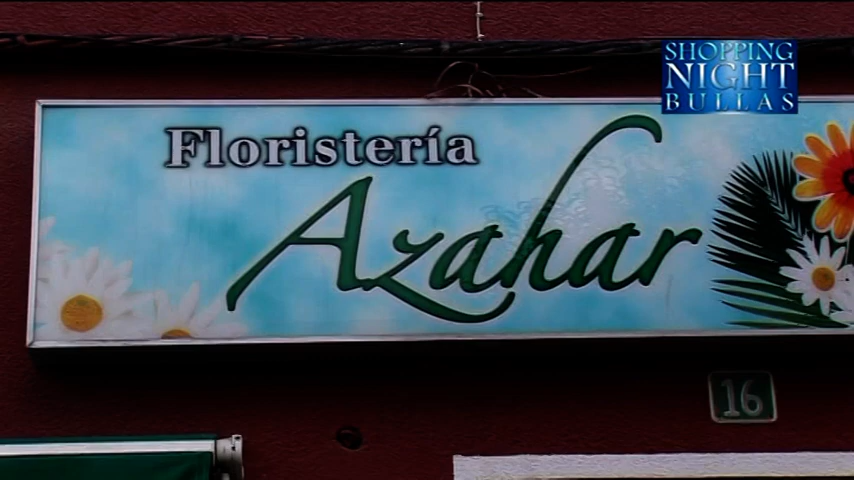 SHOPPING
NIGHT
BULLAS
Floristería
Azahar
16